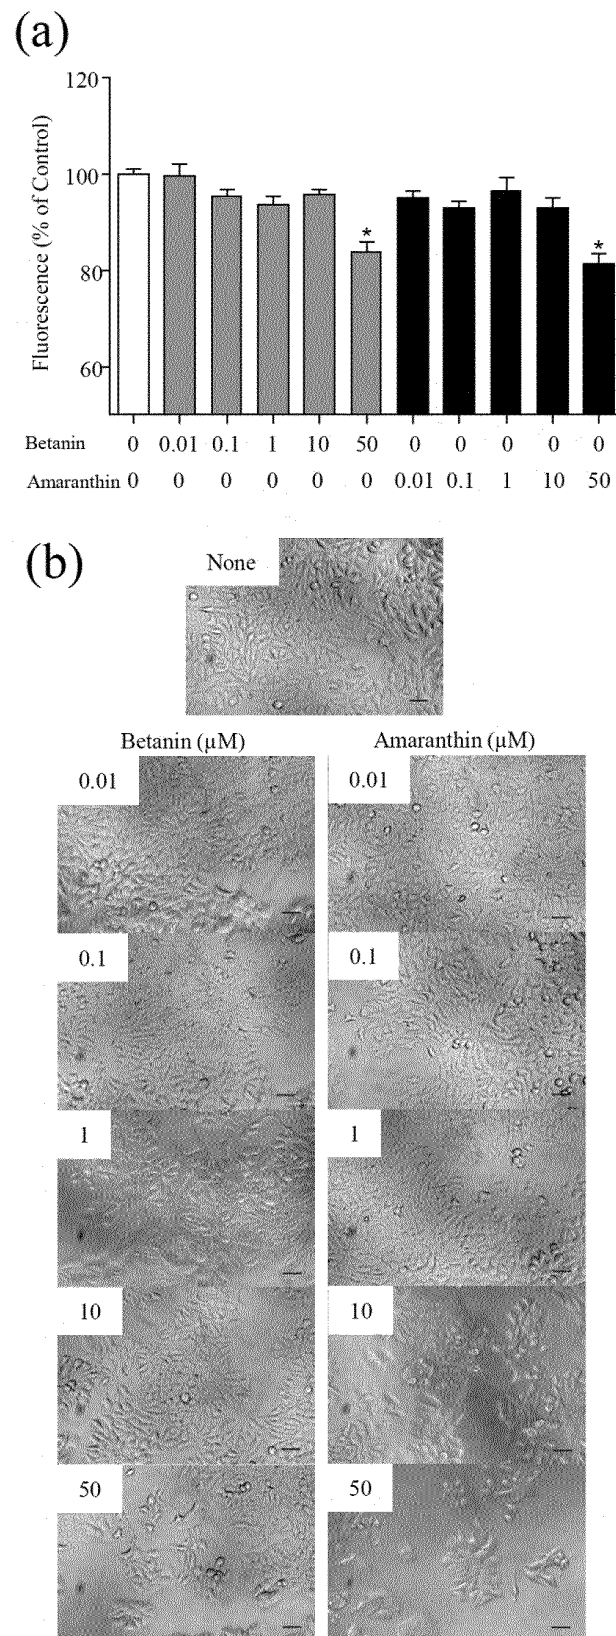 (a)
120
100
80
60
Fluorescence (% of Control)
* *
Betanin 0 0.01 0.1 1 10 50 0 0 0 0 0
Amaranthin 0 0 0 0 0 0 0.01 0.1 1 10 50
(b)
None
Betanin (µM) Amaranthin (µM)
0.01 0.01
0.1 0.1
1 1
10 10
50 50